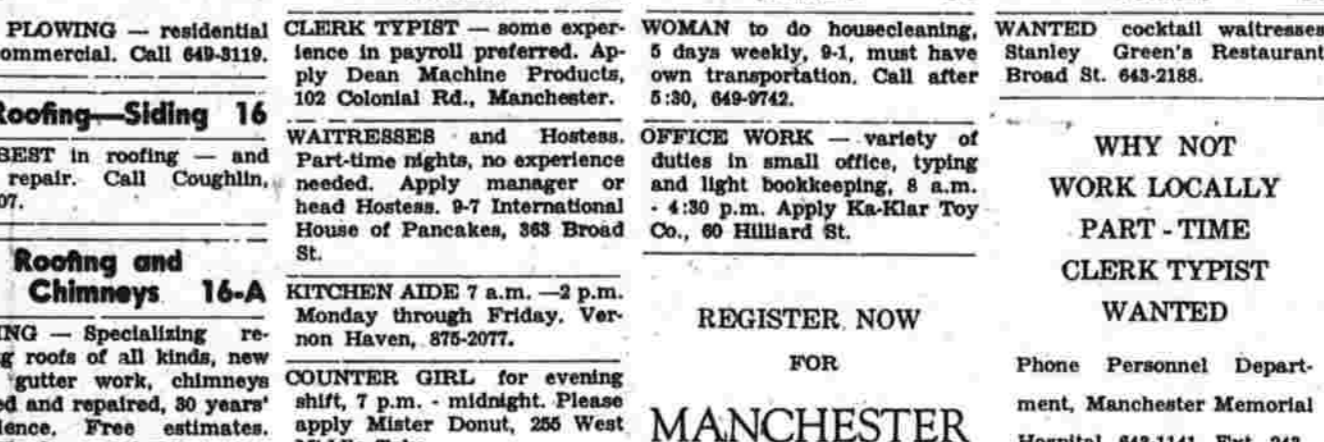 PLOWING — residential
ommercial. Call 649-3119.
Roofing—Siding 16
BEST in roofing — and
repair. Call Coughlin,
07.
Roofing and
Chimneys 16-A
ING — Specializing re-
g roofs of all kinds, new
gutter work, chimneys
ed and repaired, 30 years'
ience. Free estimates.
CLERK TYPIST — some exper-
ience in payroll preferred. Ap-
ply Dean Machine Products,
102 Colonial Rd., Manchester.
WAITRESSES and Hostess.
Part-time nights, no experience
needed. Apply manager or
head Hostess. 9-7 International
House of Pancakes, 363 Broad
St.
KITCHEN AIDE 7 a.m. —2 p.m.
Monday through Friday. Ver-
non Haven, 875-2077.
COUNTER GIRL for evening
shift, 7 p.m. - midnight. Please
apply Mister Donut, 255 West
WOMAN to do housecleaning,
5 days weekly, 9-1, must have
own transportation. Call after
5:30, 649-9742.
OFFICE WORK — variety of
duties in small office, typing
and light bookkeeping, 8 a.m.
- 4:30 p.m. Apply Ka-Klar Toy
Co., 60 Hilliard St.
REGISTER NOW
FOR
MANCHESTER
WANTED cocktail waitresses
Stanley Green's Restaurant
Broad St. 643-2188.
WHY NOT
WORK LOCALLY
PART - TIME
CLERK TYPIST
WANTED
Phone Personnel Depart-
ment, Manchester Memorial
Hospital 643-1141 Ext 243